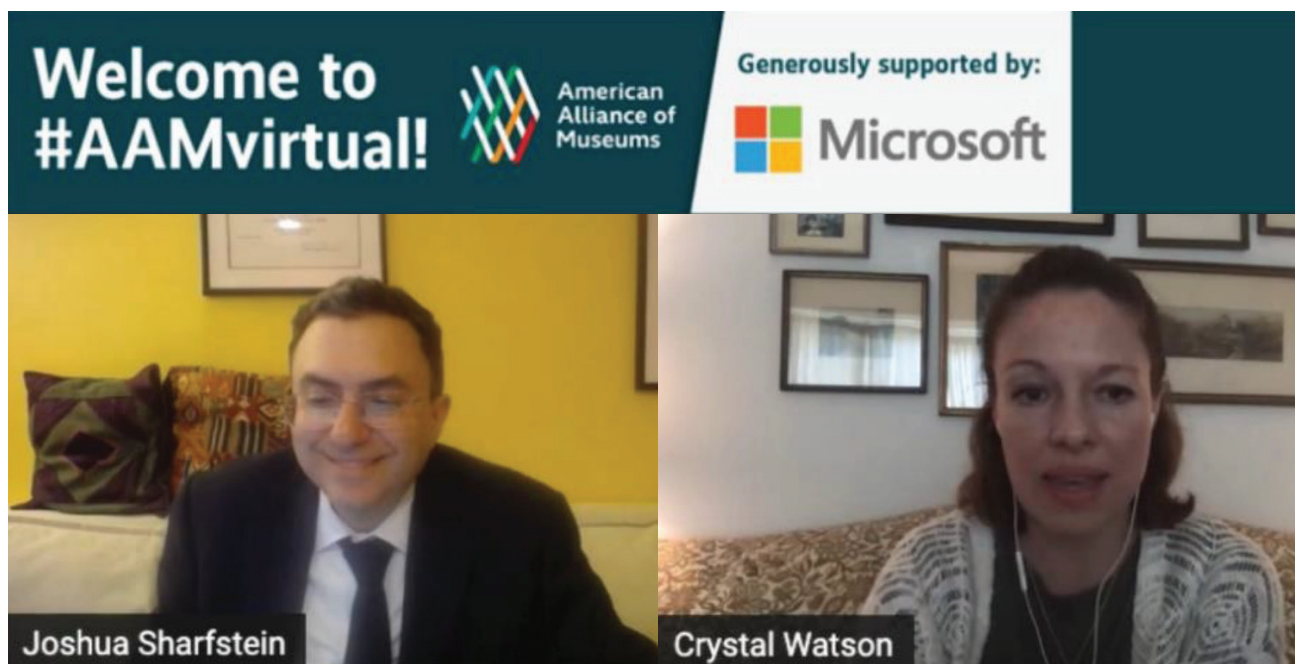 Welcome to
#AAMvirtual!
American
Alliance of
Museums
Generously supported by:
Microsoft
Joshua Sharfstein
Crystal Watson